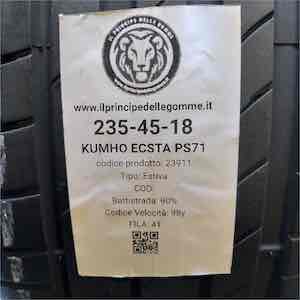 IL PRINCIPE DELLE GOMME
www.ilprincipedellegomme.it
235-45-18
KUMHO ECSTA PS71
codice prodotto: 23911
Tipo: Estiva
COD:
Battistrada: 90%
Codice Velocità: 98y
FILA: 41